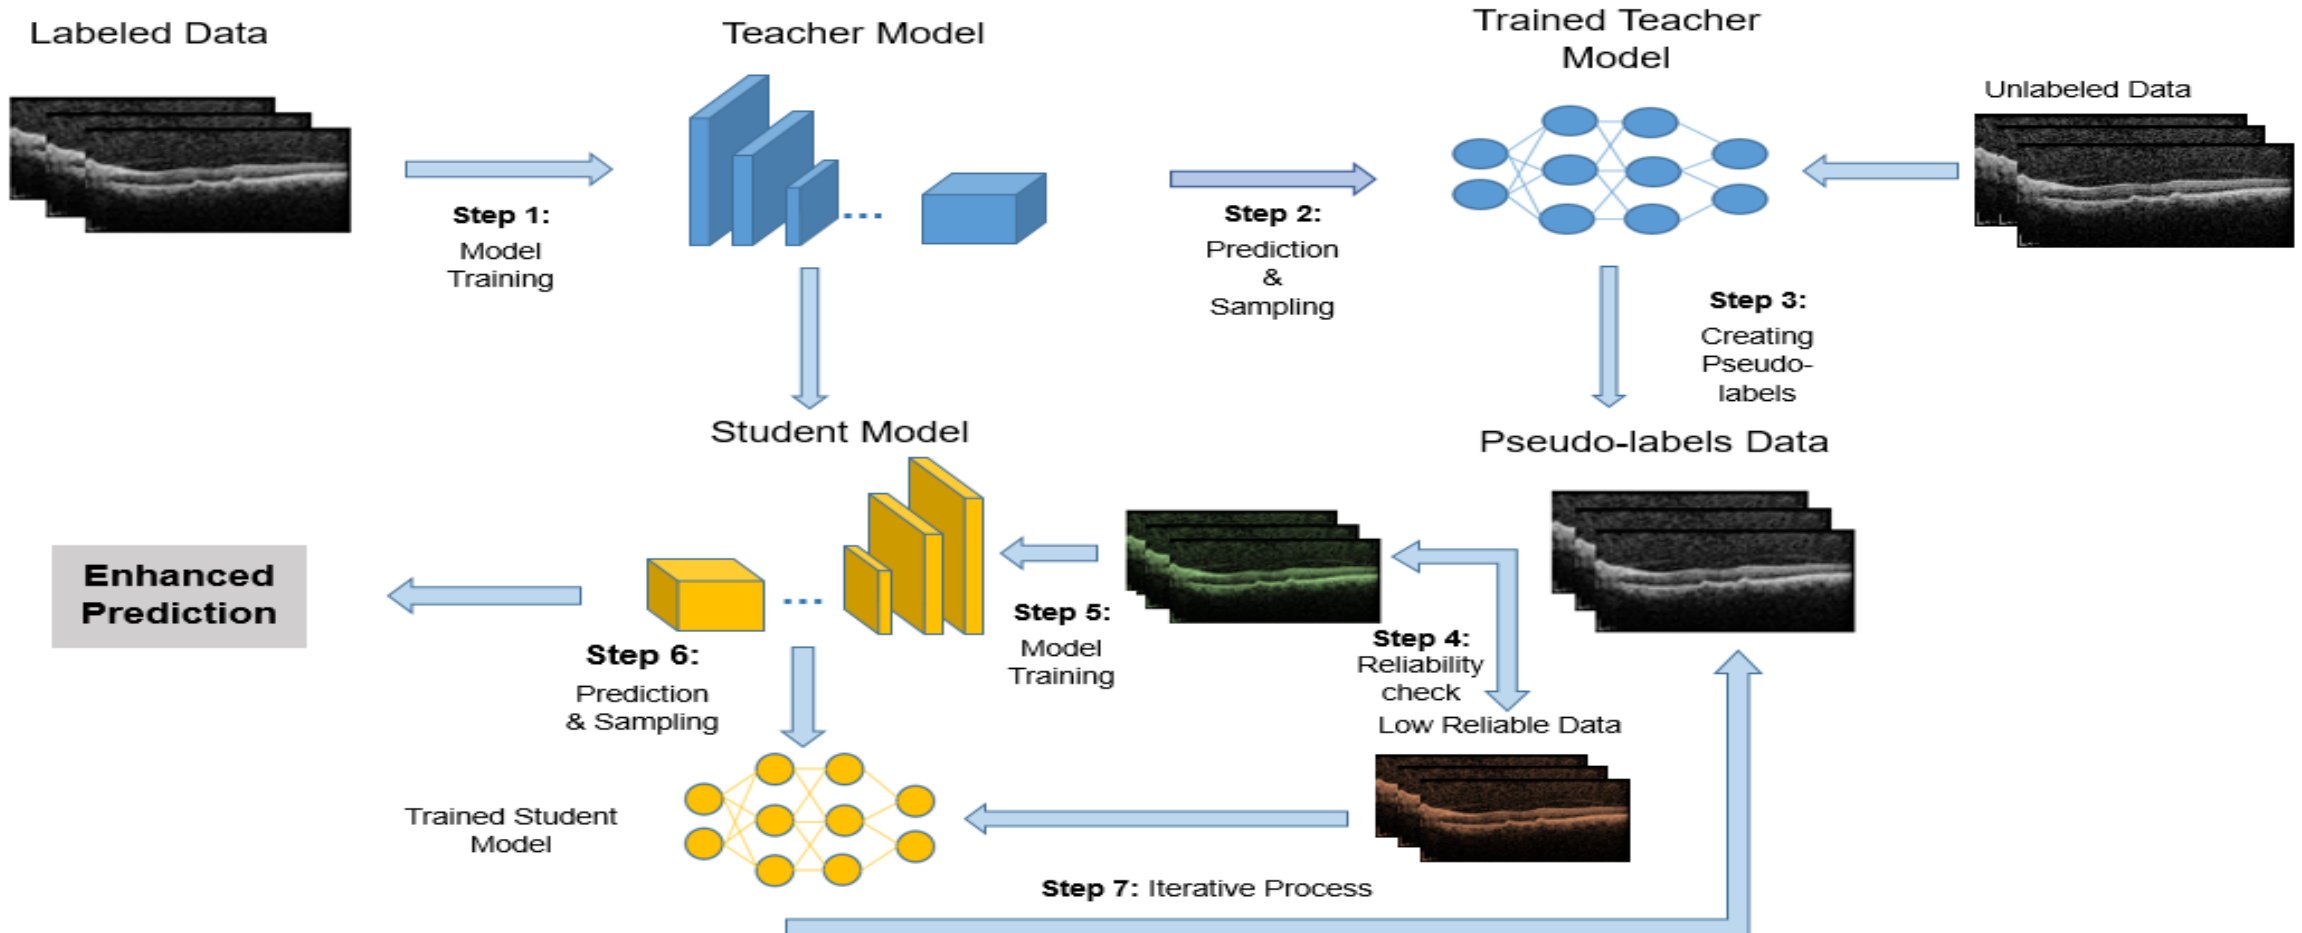 Labeled Data
Teacher Model
Trained Teacher
Model
Unlabeled Data
Step 1:
Model
Training
Step 2:
Prediction
&
Sampling
Step 3:
Creating
Pseudo-
labels
Student Model
Pseudo-labels Data
Enhanced
Prediction
Step 4:
Reliability
check
Step 5:
Model
Training
Step 6:
Prediction
& Sampling
Low Reliable Data
Trained Student
Model
Step 7: Iterative Process